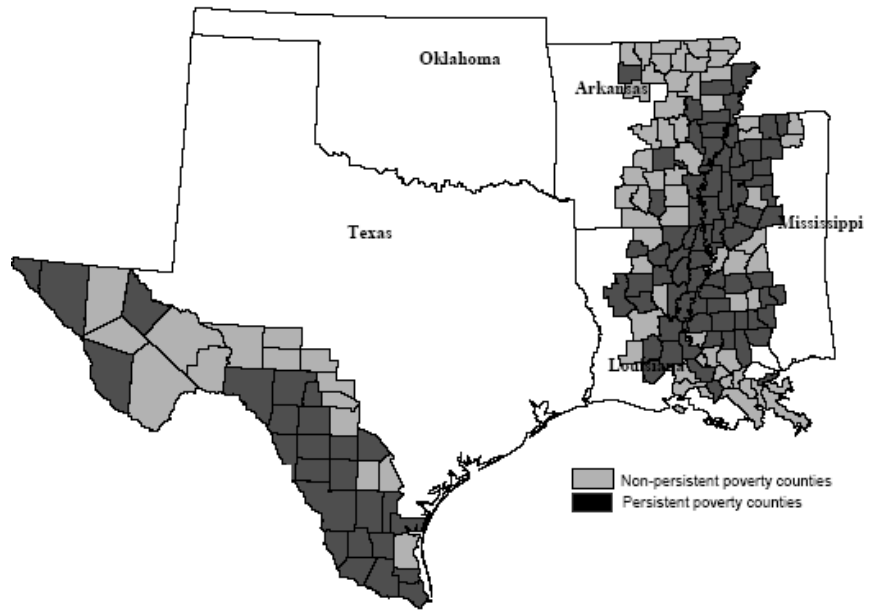 Oklahoma
Arkansas
Texas
Mississippi
Louisiana
Non-persistent poverty counties
Persistent poverty counties